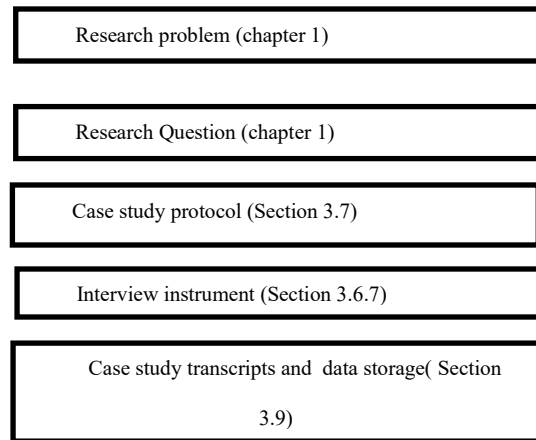 Research problem (chapter 1)
Research Question (chapter 1)
Case study protocol (Section 3.7)
Interview instrument (Section 3.6.7)
Case study transcripts and  data storage( Section
3.9)